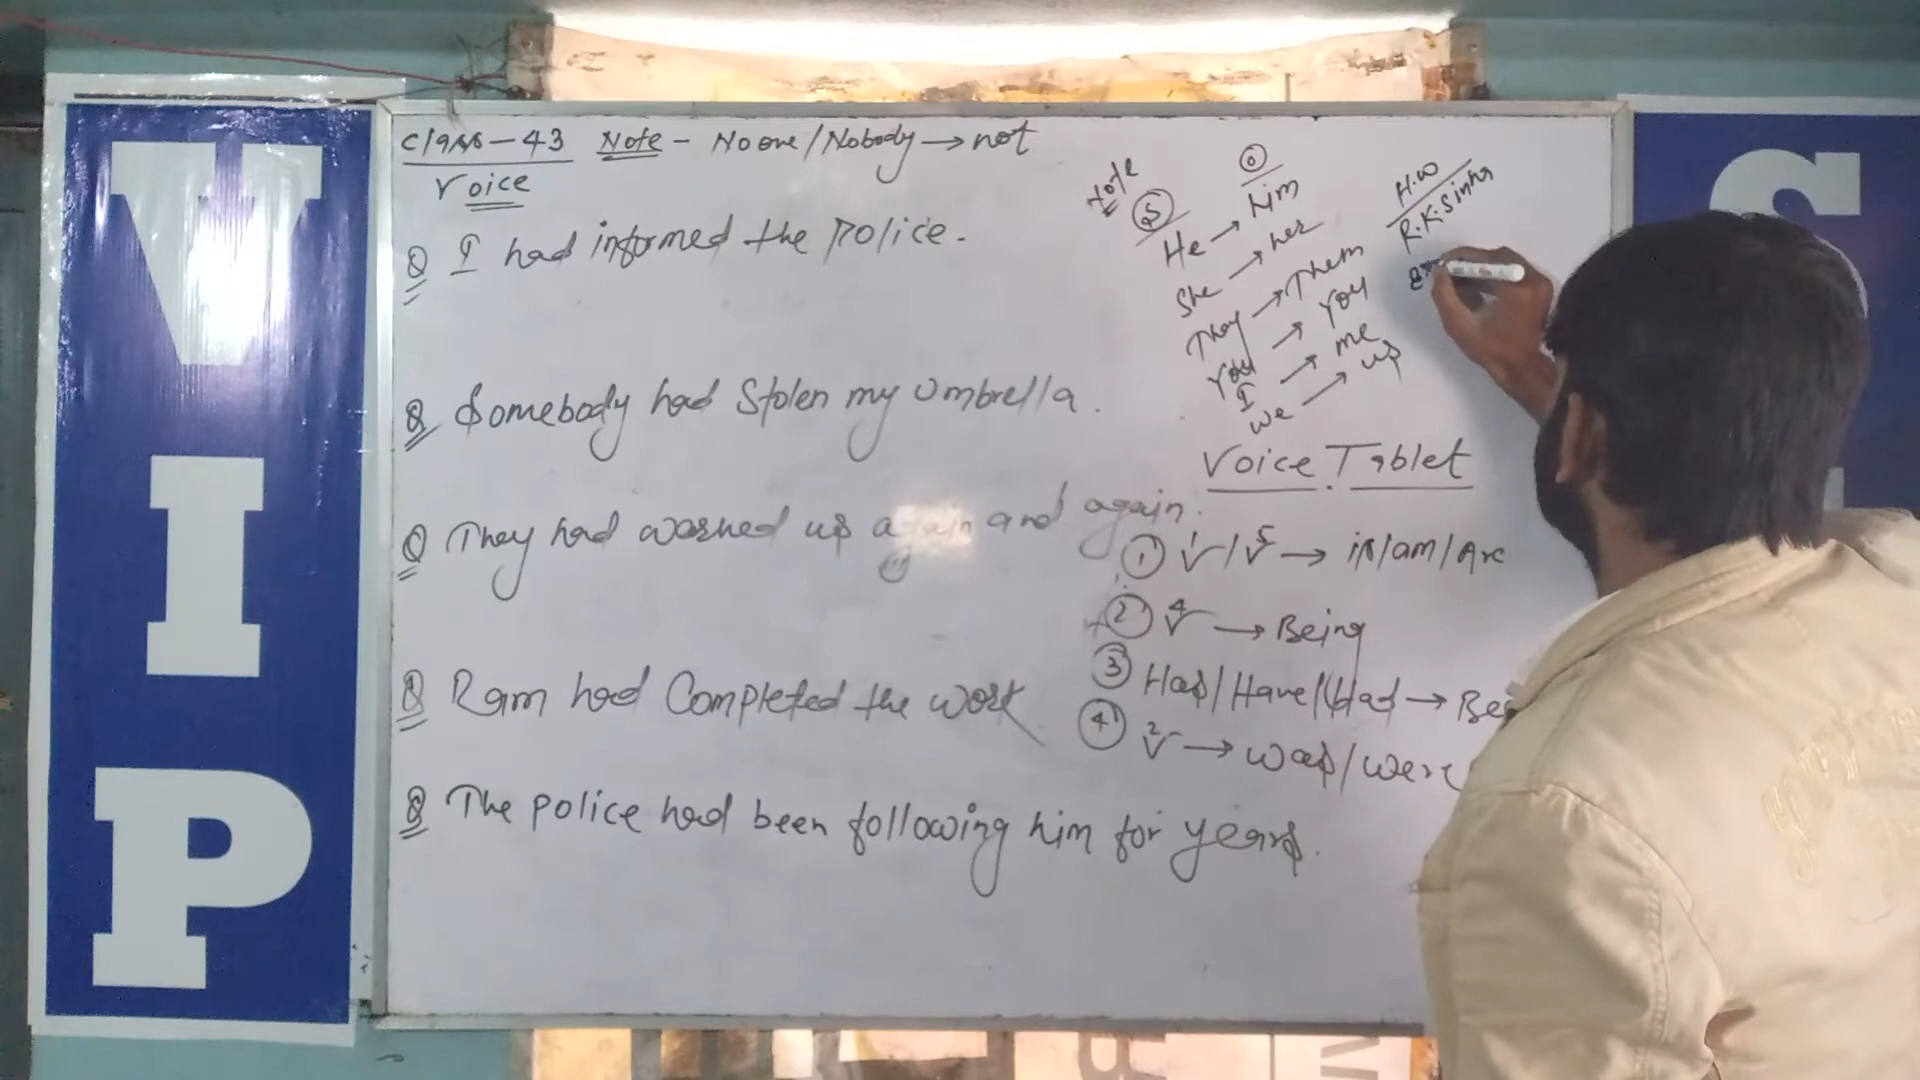 V
I
P
S
Class-43 Note - No one/Nobody → not
Voice
Q I had informed the police.
Q Somebody had stolen my umbrella.
Q They had washed us again and again.
Q Ram had completed the work
Q The police had been following him for years.
Note
S O
He → him
She → her
They → Them
You → You
I → me
We → us
H.W
R.K.Sinha
Voice Tablet
① V¹/V⁵ → is/am/Are
② V⁴ → Being
③ Has/Have/Had →
④ V² → was/were